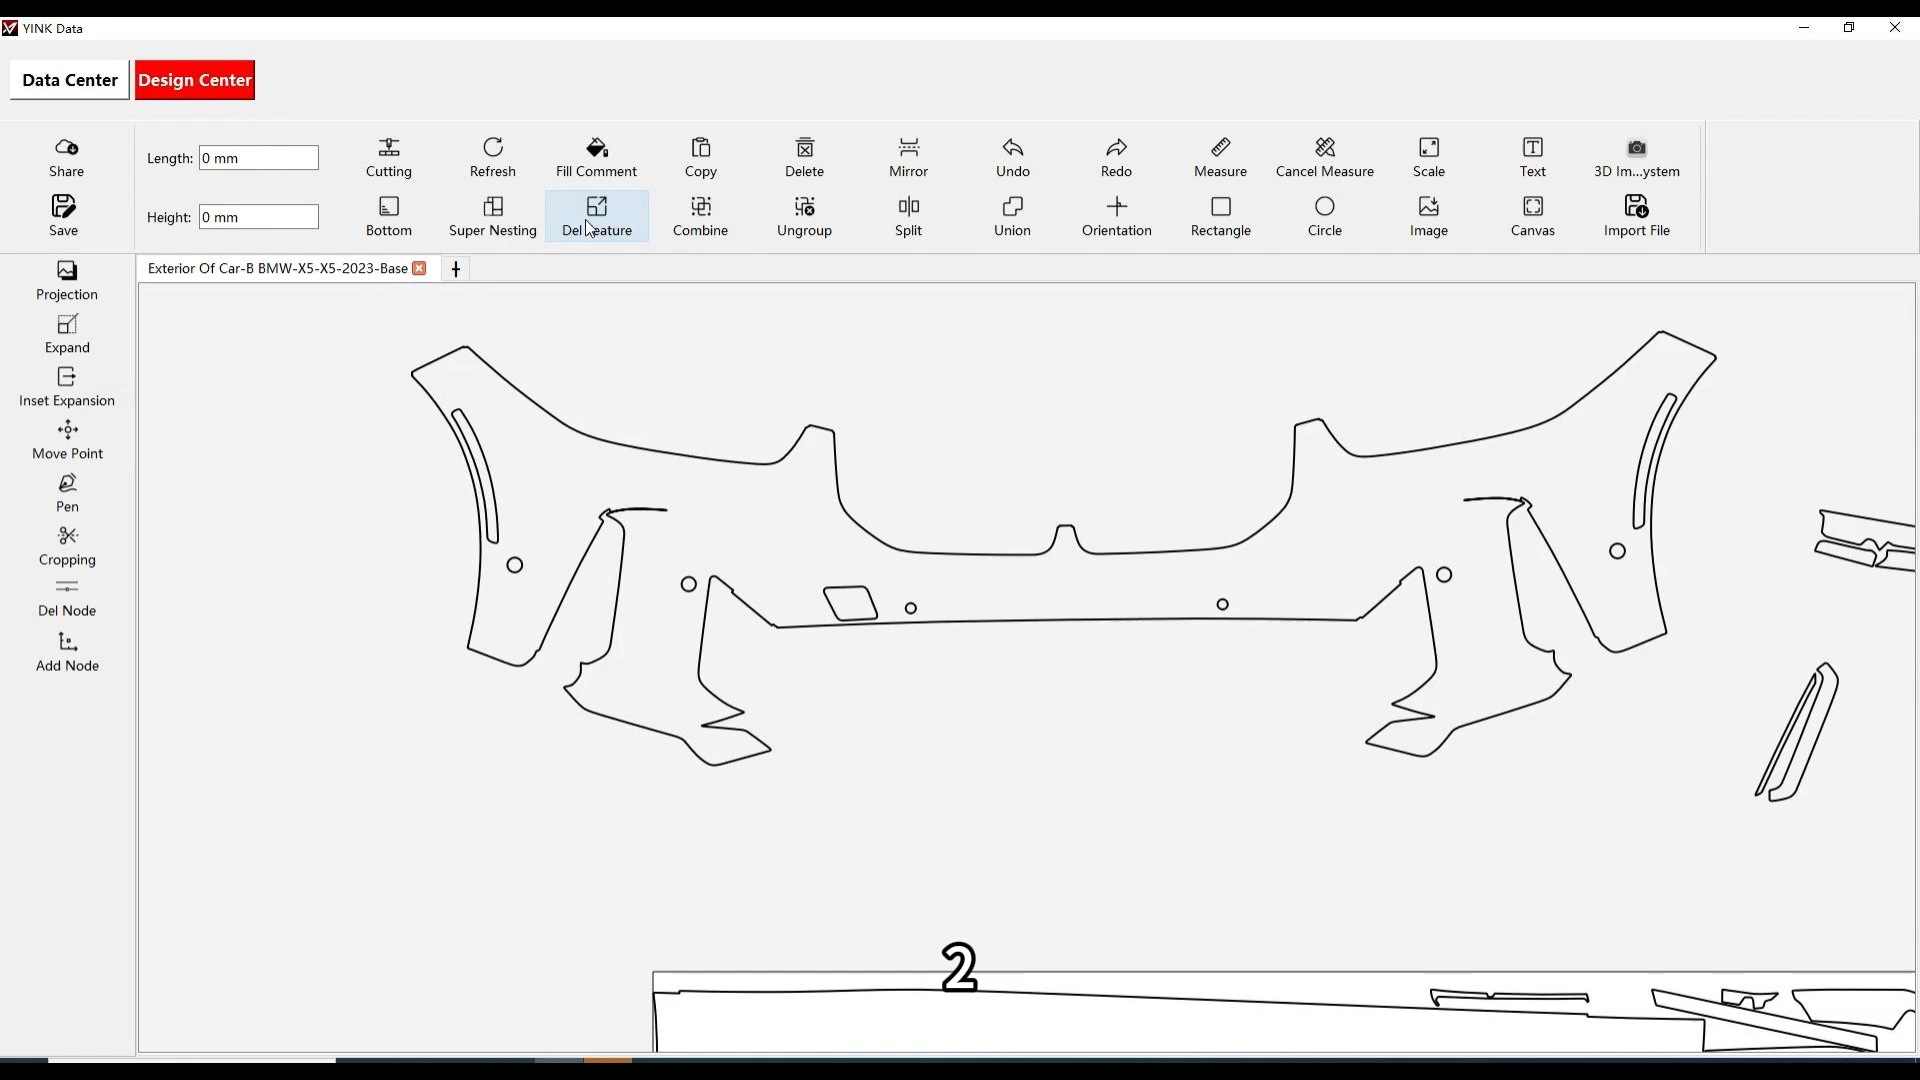 YINK Data
Data Center
Design Center
Share
Save
Length:
0 mm
Height:
0 mm
Cutting
Refresh
Fill Comment
Copy
Delete
Mirror
Undo
Redo
Measure
Cancel Measure
Scale
Text
3D Im...ystem
Bottom
Super Nesting
Del Feature
Combine
Ungroup
Split
Union
Orientation
Rectangle
Circle
Image
Canvas
Import File
Exterior Of Car-B BMW-X5-X5-2023-Base
Projection
Expand
Inset Expansion
Move Point
Pen
Cropping
Del Node
Add Node
2